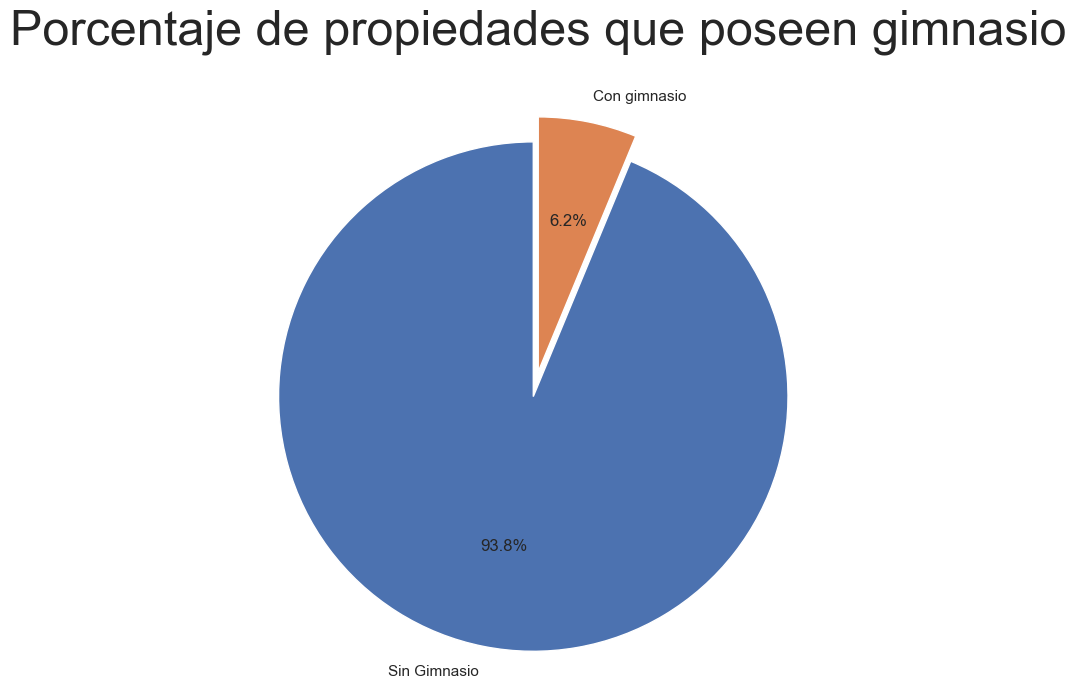 Porcentaje de propiedades que poseen gimnasio
Con gimnasio
6.2%
93.8%
Sin Gimnasio